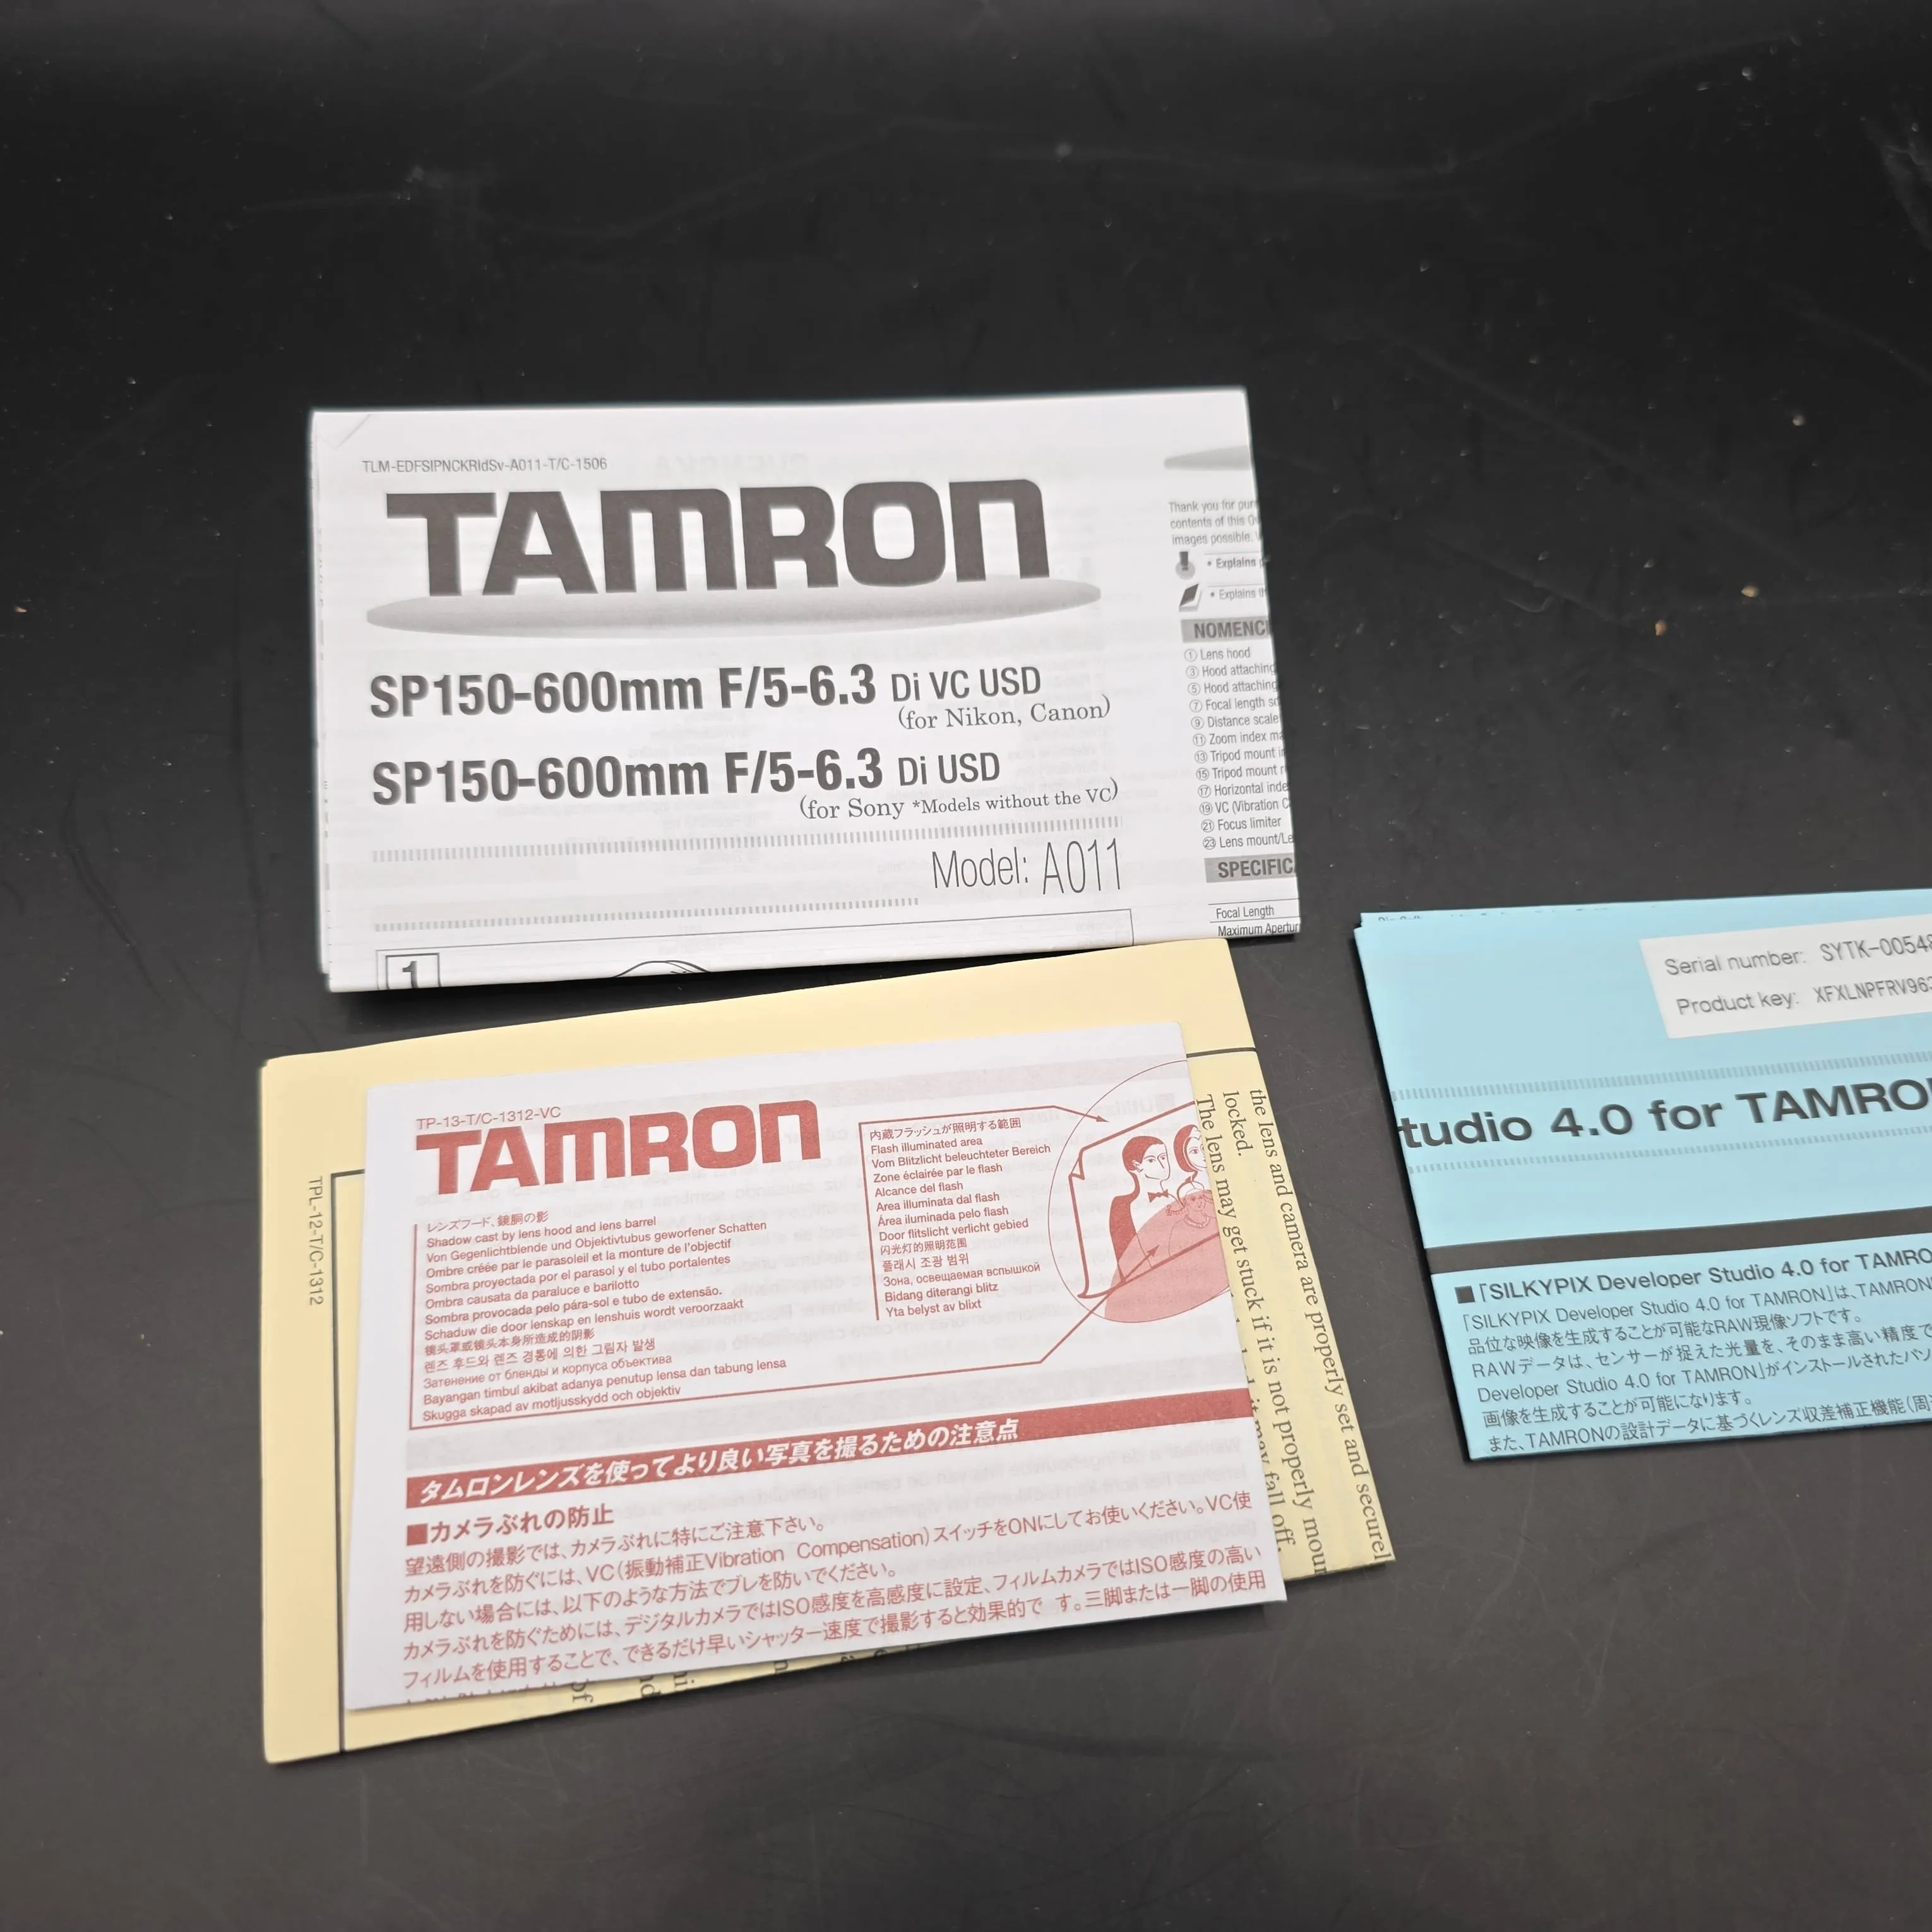 TLM-EDFSIPNCKRIdSv-A011-T/C-1506
TAMRON
SP150-600mm F/5-6.3 Di VC USD
(for Nikon, Canon)
SP150-600mm F/5-6.3 Di USD
(for Sony *Models without the VC)
Model: A011
1
Thank you for
contents of this
images possible.
• Explains
• Explains
① Lens hood
③ Hood attaching
⑤ Hood attaching
⑦ Focal length
⑨ Distance scale
⑪ Zoom index
⑬ Tripod mount
⑮ Tripod mount
⑰ Horizontal
⑲ VC (Vibration
㉑ Focus limiter
㉓ Lens mount/
Focal Length
Maximum
TP-13-T/C-1312-VC
TAMRON
レンズフード、鏡胴の影
Shadow cast by lens hood and lens barrel
Von Gegenlichtblende und Objektivtubus geworfener Schatten
Ombre créée par le parasoleil et la monture de l'objectif
Sombra proyectada por el parasol y el tubo portalentes
Ombra causata da paraluce e barilotto
Sombra provocada pelo pára-sol e tubo de extensão.
Schaduw die door lenskap en lenshuis wordt veroorzaakt
镜头罩或镜头本身所造成的阴影
렌즈 후드와 렌즈 경통에 의한 그림자 발생
Затенение от бленды и корпуса объектива
Bayangan timbul akibat adanya penutup lensa dan tabung lensa
Skugga skapad av motljusskydd och objektiv
内蔵フラッシュが照明する範囲
Flash illuminated area
Vom Blitzlicht beleuchteter Bereich
Zone éclairée par le flash
Alcance del flash
Area illuminata dal flash
Área iluminada pelo flash
Door flitslicht verlicht gebied
闪光灯的照明范围
플래시 조광 범위
Зона, освещаемая вспышкой
Bidang diterangi blitz
Yta belyst av blixt
タムロンレンズを使ってより良い写真を撮るための注意点
■カメラぶれの防止
望遠側の撮影では、カメラぶれに特にご注意下さい。
カメラぶれを防ぐには、VC(振動補正Vibration Compensation)スイッチをONにしてお使いください。VC使
用しない場合には、以下のような方法でブレを防いでください。
カメラぶれを防ぐためには、デジタルカメラではISO感度を高感度に設定、フィルムカメラではISO感度の高い
フィルムを使用することで、できるだけ早いシャッター速度で撮影すると効果的で す。三脚または一脚の使用
TPL-12-T/C-1312
the lens and camera are properly set and
locked.
The lens may get stuck if it is not properly
it may fall off.
of
Serial number: SYTK-0054
Product key: XFXLNPFRV96
tudio 4.0 for TAMRO
■「SILKYPIX Developer Studio 4.0 for TAMRO
「SILKYPIX Developer Studio 4.0 for TAMRON」は、TAMRON
品位な映像を生成することが可能なRAW現像ソフトです。
RAWデータは、センサーが捉えた光量を、そのまま高い精度で
Developer Studio 4.0 for TAMRON」がインストールされたパソ
画像を生成することが可能になります。
また、TAMRONの設計データに基づくレンズ収差補正機能(周